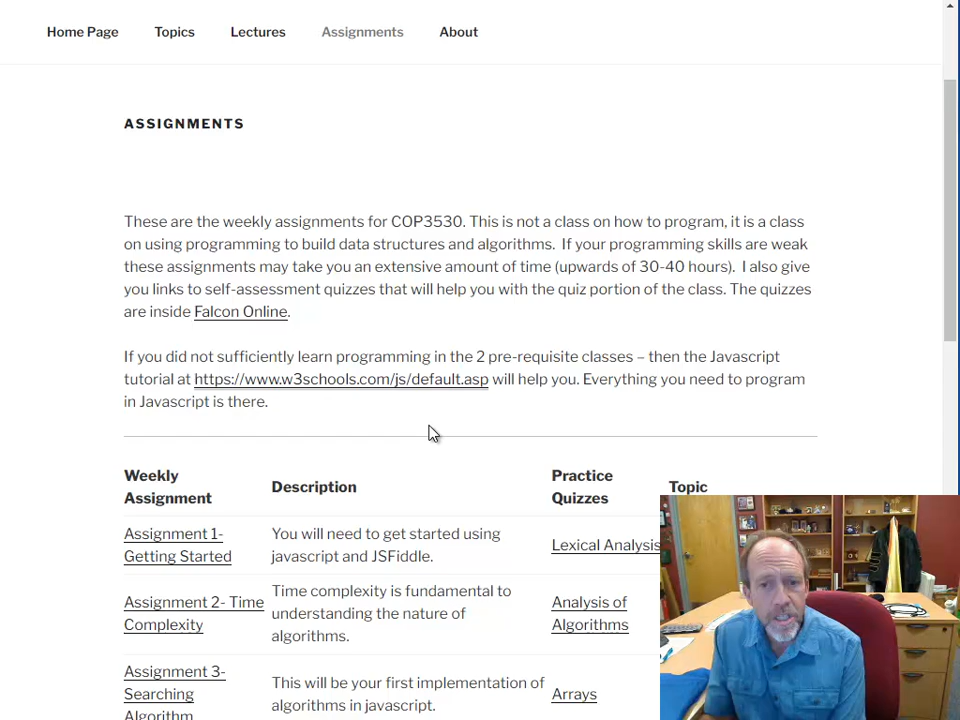 Home Page Topics Lectures Assignments About
ASSIGNMENTS
These are the weekly assignments for COP3530. This is not a class on how to program, it is a class
on using programming to build data structures and algorithms. If your programming skills are weak
these assignments may take you an extensive amount of time (upwards of 30-40 hours). I also give
you links to self-assessment quizzes that will help you with the quiz portion of the class. The quizzes
are inside Falcon Online.
If you did not sufficiently learn programming in the 2 pre-requisite classes – then the Javascript
tutorial at https://www.w3schools.com/js/default.asp will help you. Everything you need to program
in Javascript is there.
Weekly
Assignment
Description
Practice
Quizzes
Topic
Assignment 1-
Getting Started
You will need to get started using
javascript and JSFiddle.
Lexical Analysis
Assignment 2- Time
Complexity
Time complexity is fundamental to
understanding the nature of
algorithms.
Analysis of
Algorithms
Assignment 3-
Searching
Algorithm
This will be your first implementation of
algorithms in javascript.
Arrays